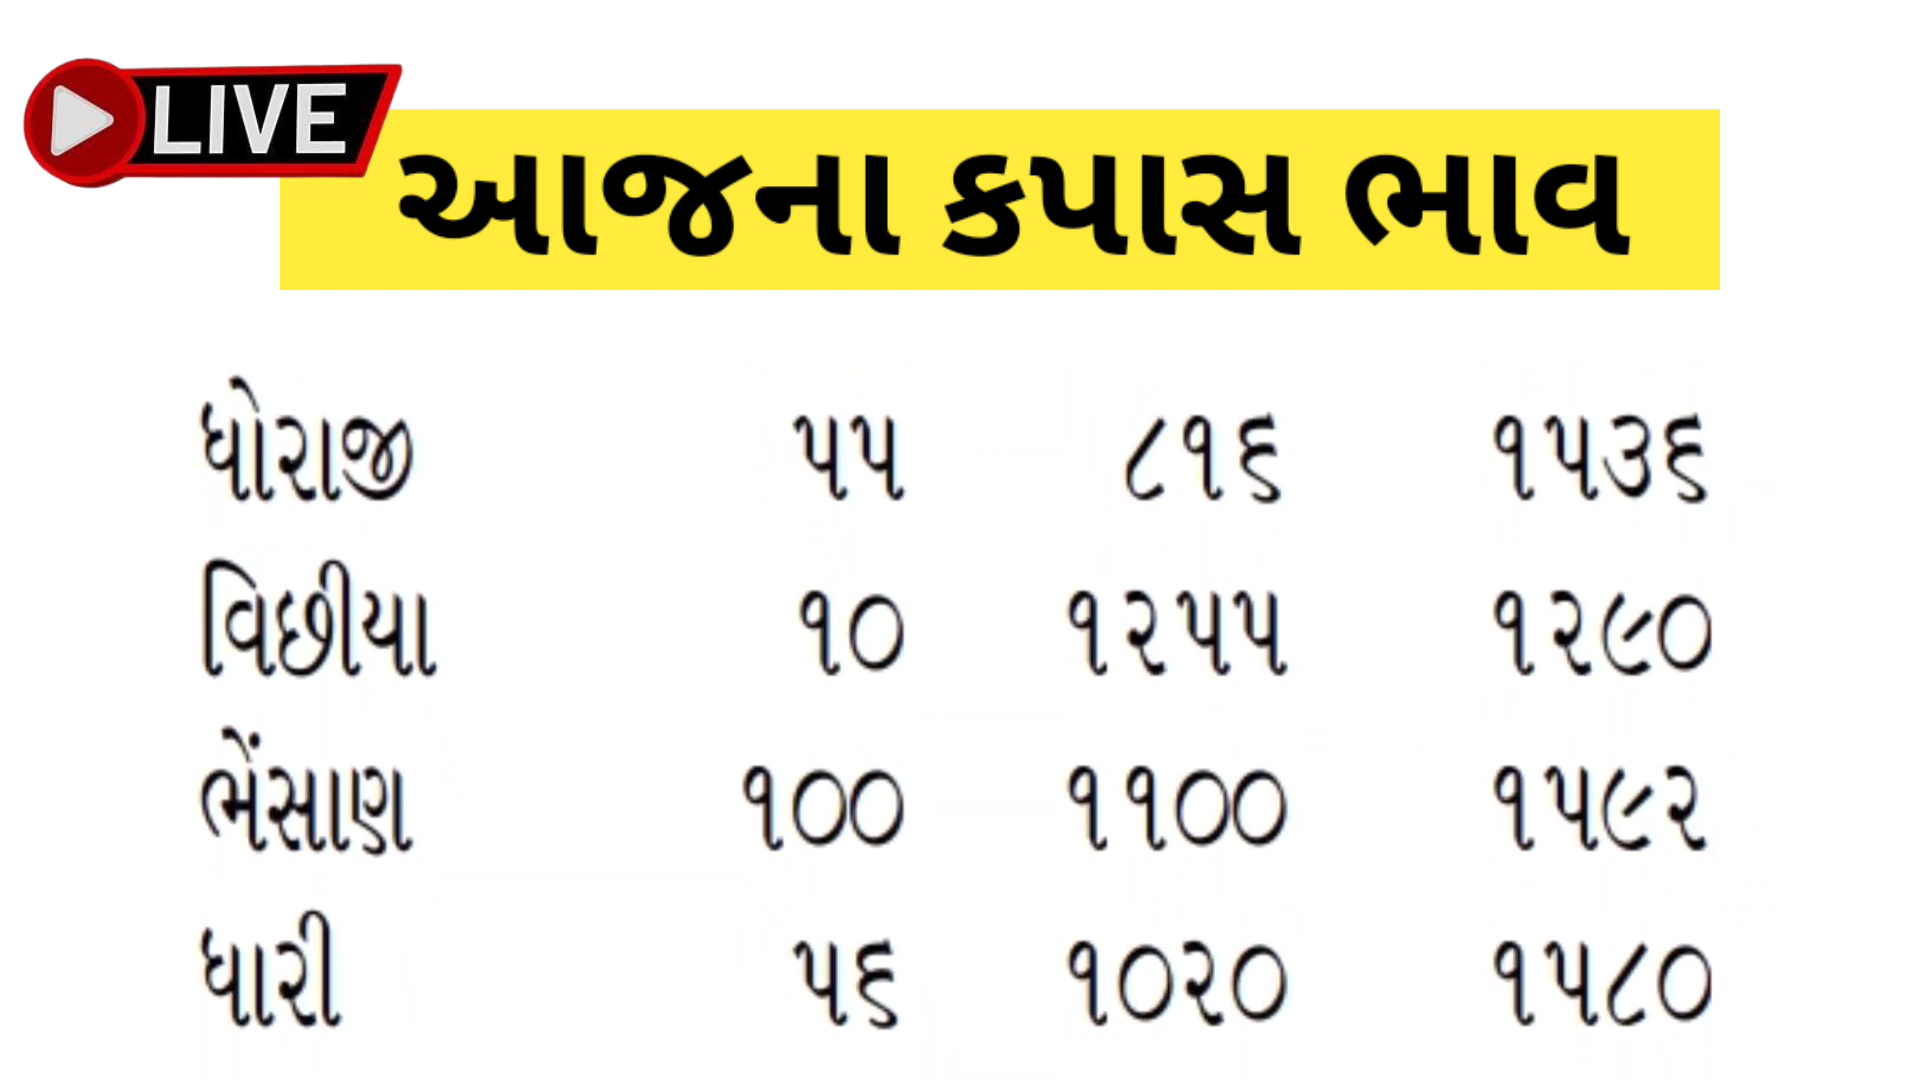 LIVE
આજના કપાસ ભાવ
ધોરાજી ૫૫ ૮૧૬ ૧૫૩૬
વિછીયા ૧૦ ૧૨૫૫ ૧૨૯૦
ભેંસાણ ૧૦૦ ૧૧૦૦ ૧૫૯૨
ધારી ૫૬ ૧૦૨૦ ૧૫૮૦